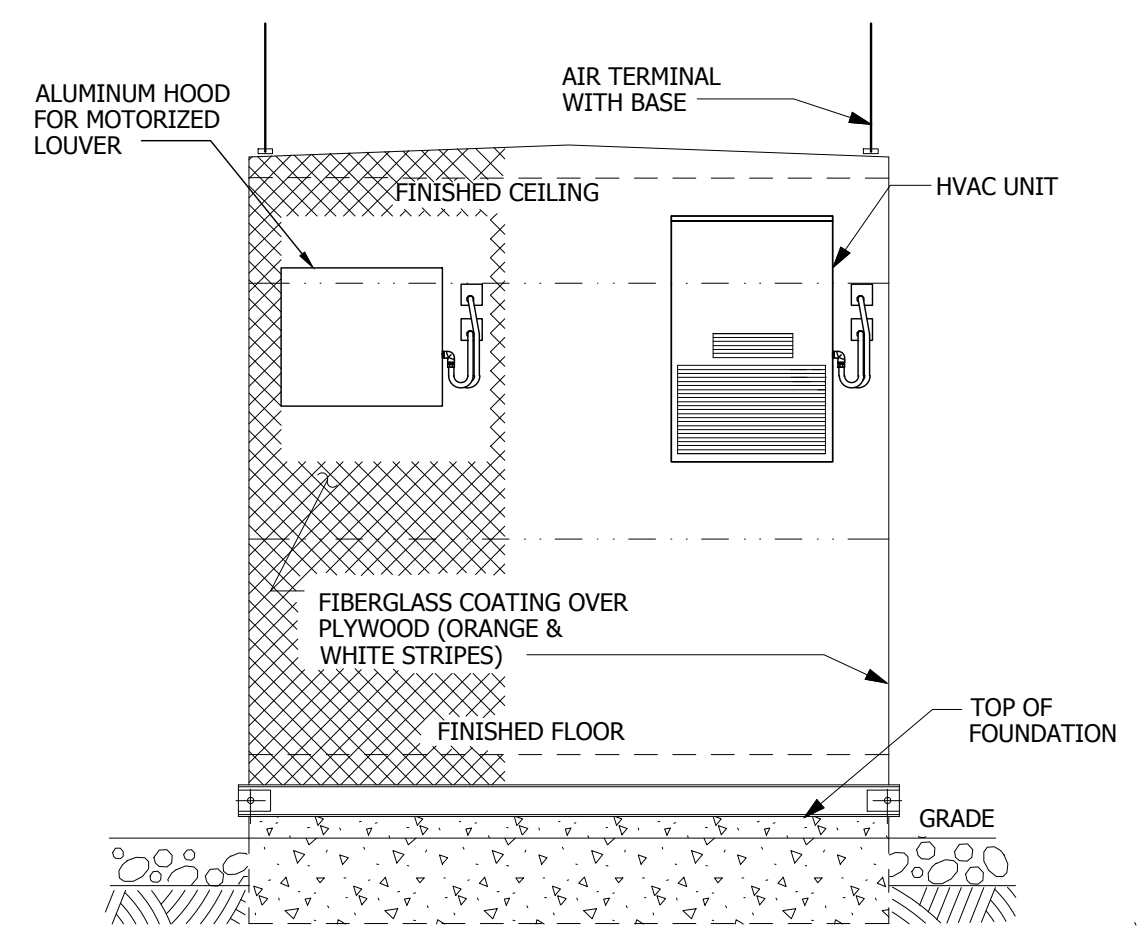 AIR TERMINAL
WITH BASE
ALUMINUM HOOD
FOR MOTORIZED
LOUVER
FINISHED CEILING
HVAC UNIT
FIBERGLASS COATING OVER
PLYWOOD (ORANGE &
WHITE STRIPES)
FINISHED FLOOR
TOP OF
FOUNDATION
GRADE